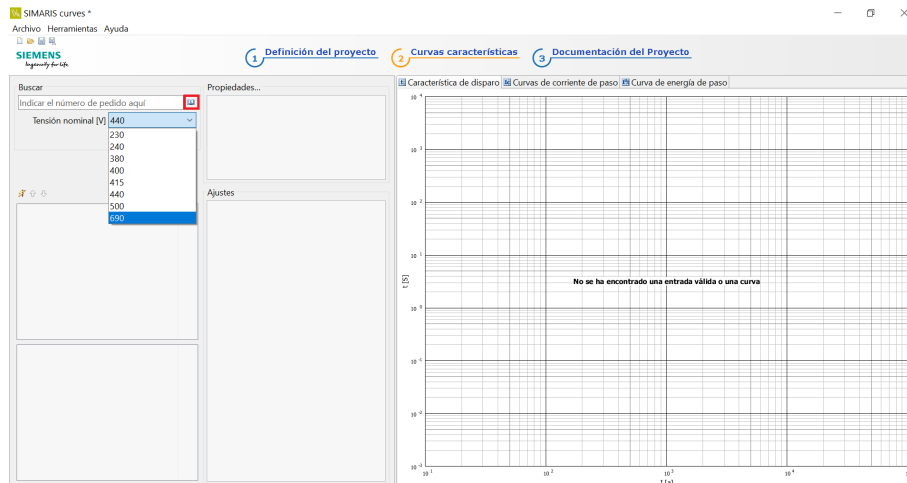 SIMARIS curves *
Archivo Herramientas Ayuda
SIEMENS
Ingenuity for life
1 Definición del proyecto
2 Curvas características
3 Documentación del Proyecto
Buscar
Indicar el número de pedido aquí
Tensión nominal [V] 440
230
240
380
400
415
440
500
690
Propiedades...
Ajustes
Característica de disparo Curvas de corriente de paso Curva de energía de paso
10 4
10 3
10 2
10 1
t [S]
No se ha encontrado una entrada válida o una curva
10 0
10 -1
10 -2
10 -3
10 1 10 2 10 3 10 4